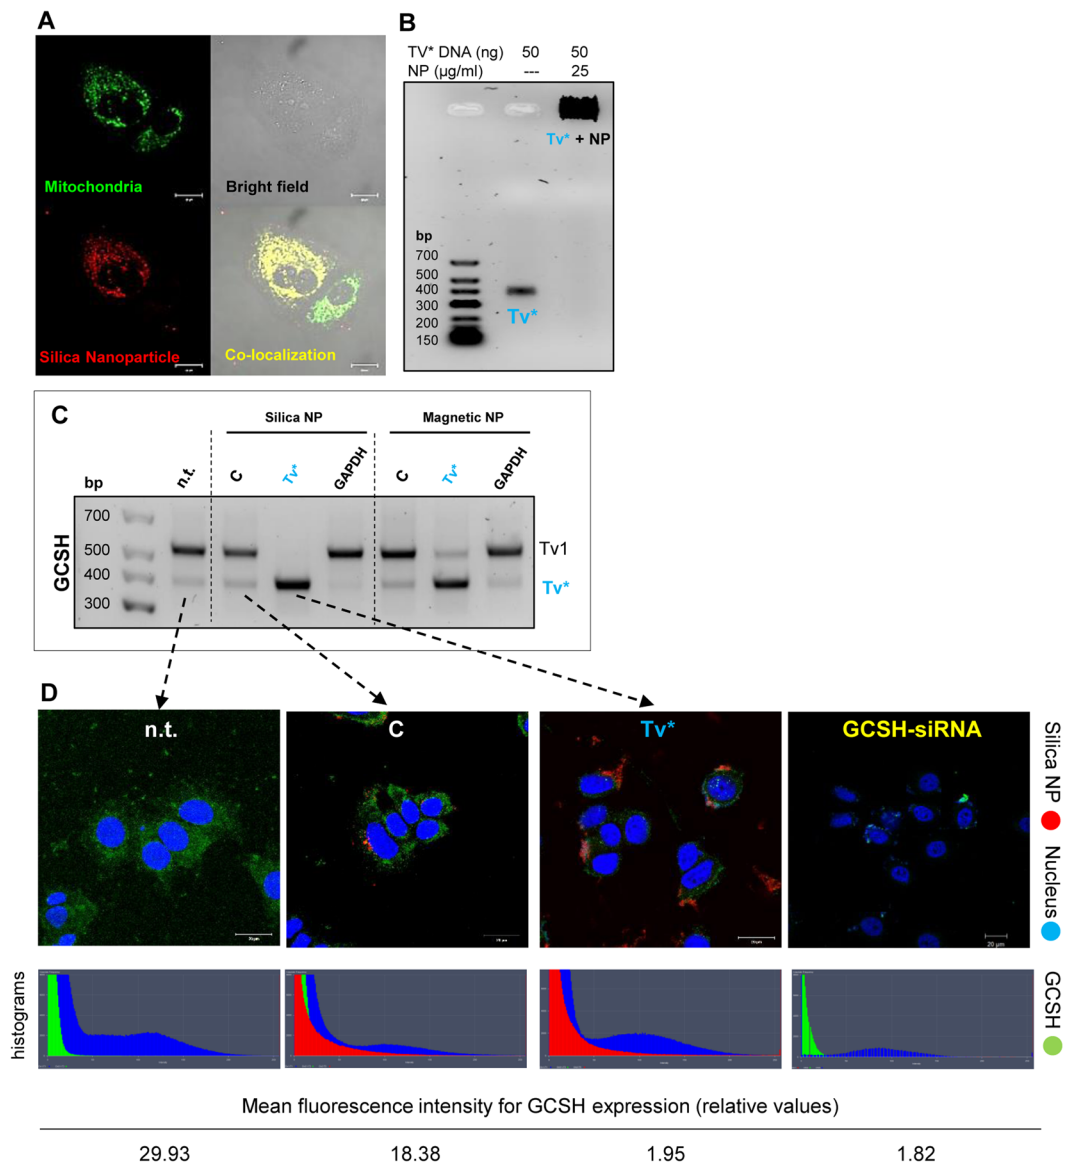 A
Mitochondria
Bright field
Silica Nanoparticle
Co-localization
B
TV* DNA (ng) 50 50
NP (µg/ml) --- 25
Tv* + NP
bp
700
500
400
300
200
150
Tv*
C
Silica NP
Magnetic NP
bp
n.t.
C
Tv*
GAPDH
C
Tv*
GAPDH
700
500
400
300
GCSH
Tv1
Tv*
D
n.t.
C
Tv*
GCSH-siRNA
20 µm
Silica NP
Nucleus
GCSH
histograms
Mean fluorescence intensity for GCSH expression (relative values)
29.93 18.38 1.95 1.82